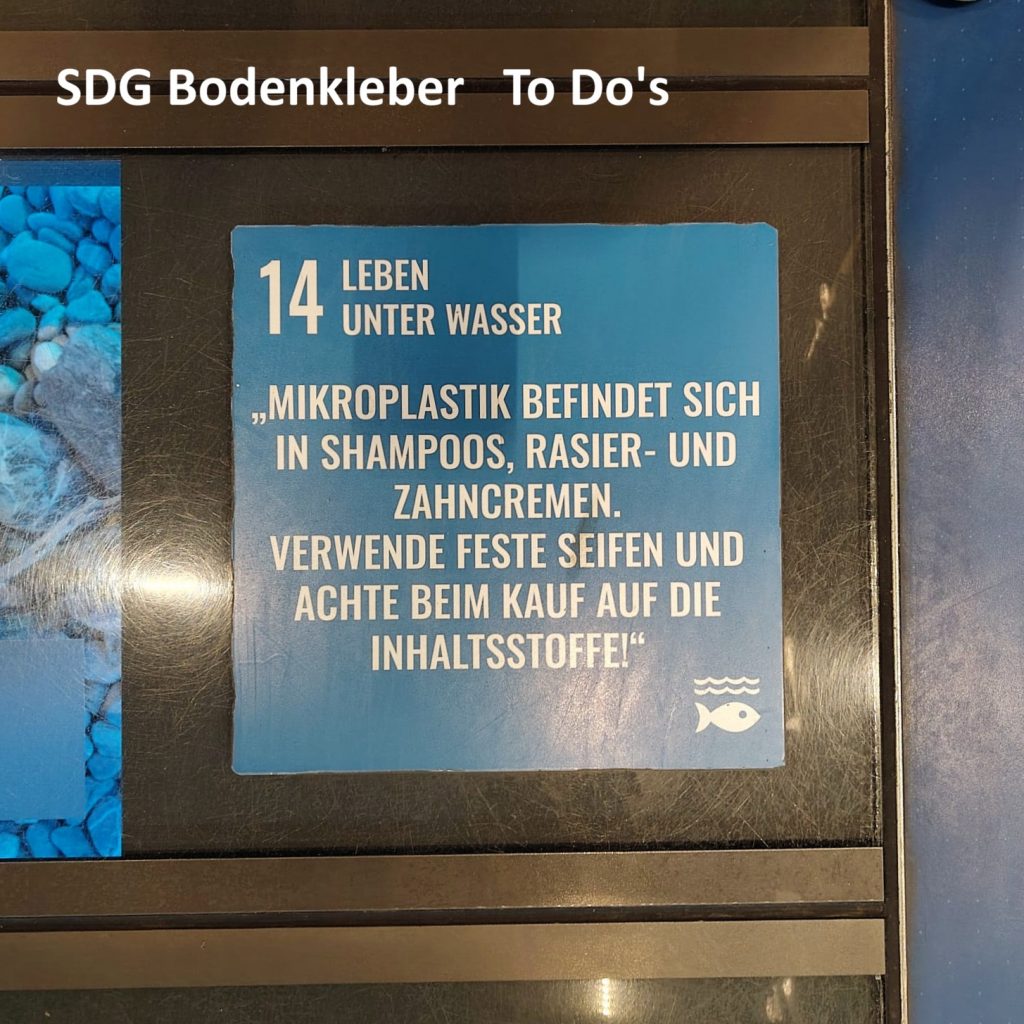 SDG Bodenkleber To Do's
14 LEBEN
UNTER WASSER
„MIKROPLASTIK BEFINDET SICH
IN SHAMPOOS, RASIER- UND
ZAHNCREMEN.
VERWENDE FESTE SEIFEN UND
ACHTE BEIM KAUF AUF DIE
INHALTSSTOFFE!“